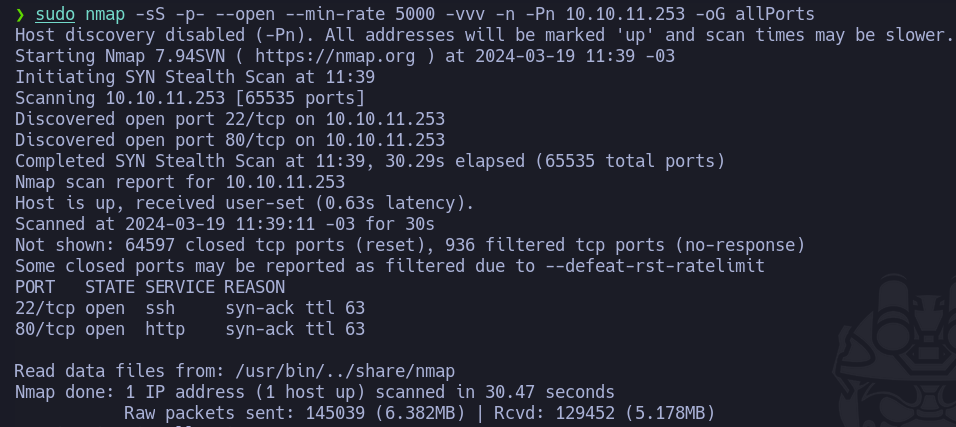 ❯ sudo nmap -sS -p- --open --min-rate 5000 -vvv -n -Pn 10.10.11.253 -oG allPorts
Host discovery disabled (-Pn). All addresses will be marked 'up' and scan times may be slower.
Starting Nmap 7.94SVN ( https://nmap.org ) at 2024-03-19 11:39 -03
Initiating SYN Stealth Scan at 11:39
Scanning 10.10.11.253 [65535 ports]
Discovered open port 22/tcp on 10.10.11.253
Discovered open port 80/tcp on 10.10.11.253
Completed SYN Stealth Scan at 11:39, 30.29s elapsed (65535 total ports)
Nmap scan report for 10.10.11.253
Host is up, received user-set (0.63s latency).
Scanned at 2024-03-19 11:39:11 -03 for 30s
Not shown: 64597 closed tcp ports (reset), 936 filtered tcp ports (no-response)
Some closed ports may be reported as filtered due to --defeat-rst-ratelimit
PORT   STATE SERVICE REASON
22/tcp open  ssh     syn-ack ttl 63
80/tcp open  http    syn-ack ttl 63
Read data files from: /usr/bin/../share/nmap
Nmap done: 1 IP address (1 host up) scanned in 30.47 seconds
           Raw packets sent: 145039 (6.382MB) | Rcvd: 129452 (5.178MB)